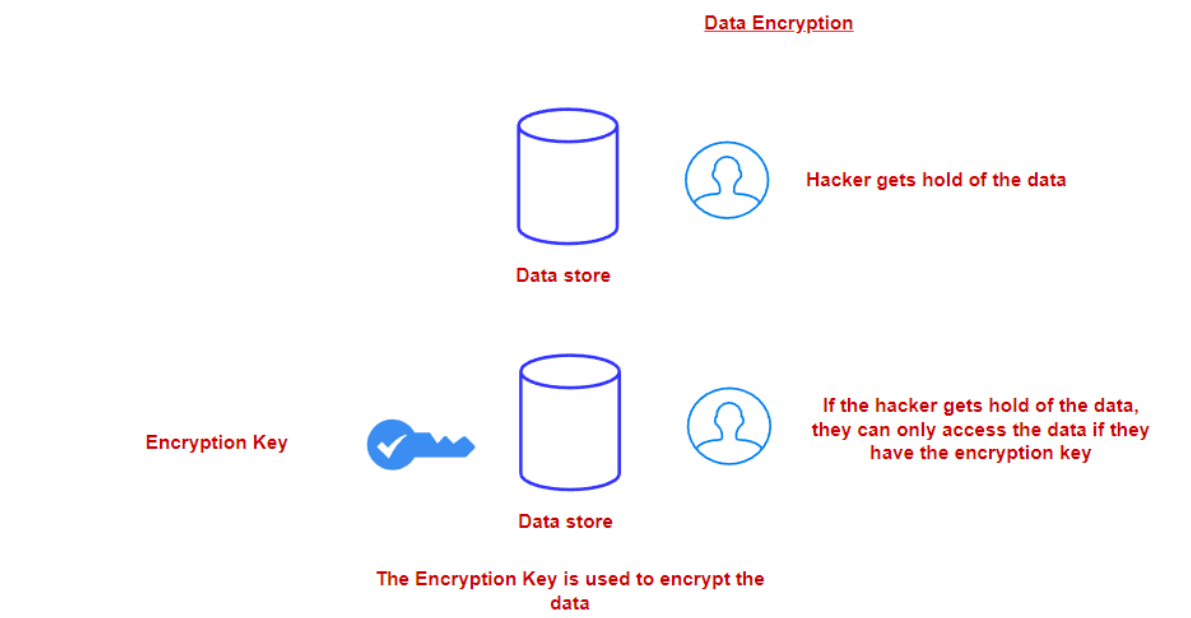 Data Encryption
Hacker gets hold of the data
Data store
If the hacker gets hold of the data,
they can only access the data if they
have the encryption key
Encryption Key
Data store
The Encryption Key is used to encrypt the
data